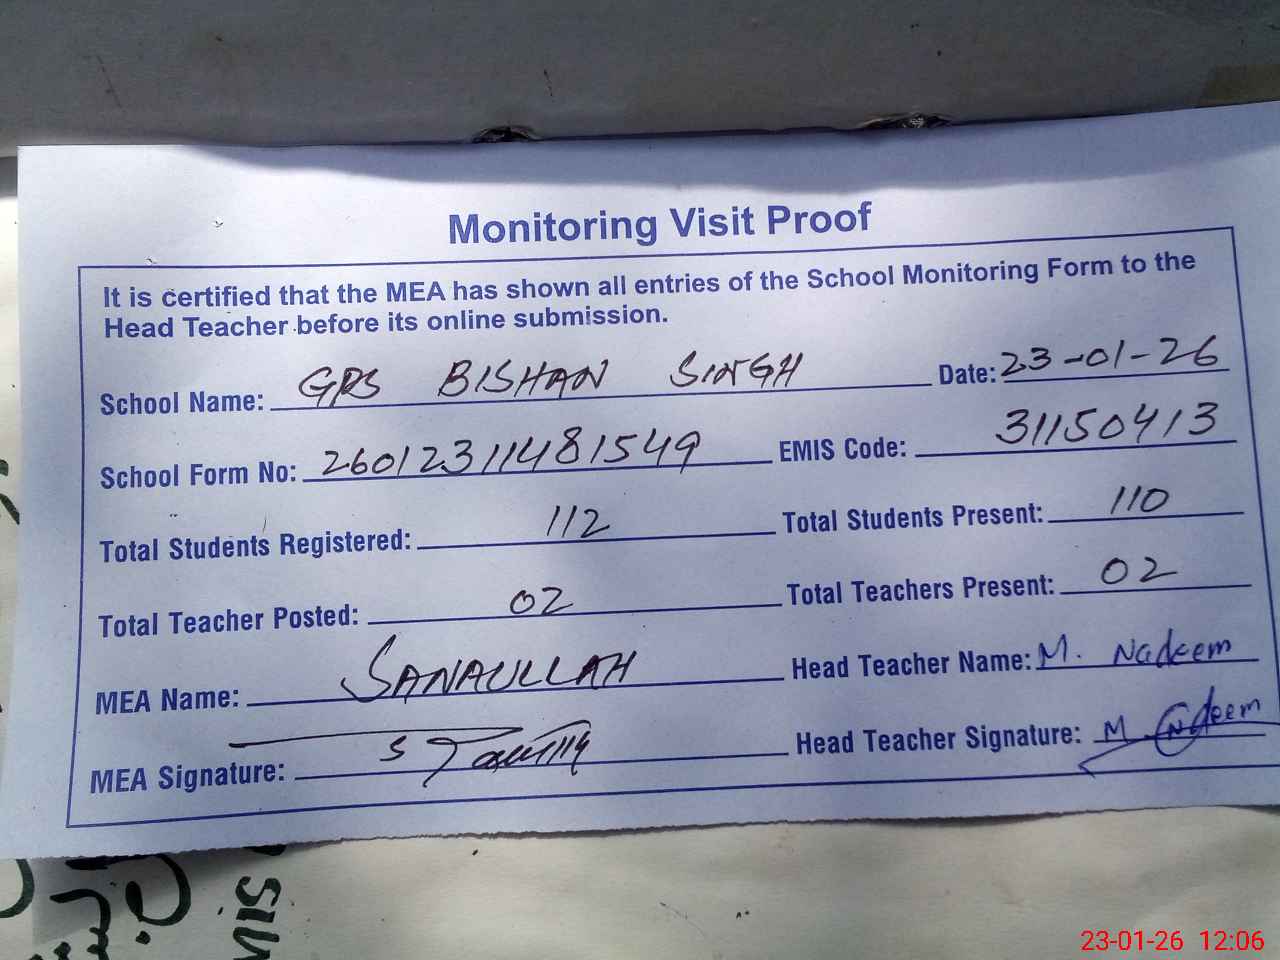 Monitoring Visit Proof
It is certified that the MEA has shown all entries of the School Monitoring Form to the
Head Teacher before its online submission.
School Name: GPS BISHAN SINGH Date: 23-01-26
School Form No: 26012311481549 EMIS Code: 31150413
Total Students Registered: 112 Total Students Present: 110
Total Teacher Posted: 02 Total Teachers Present: 02
MEA Name: SANAULLAH Head Teacher Name: M. Nadeem
MEA Signature: Head Teacher Signature: M Nadeem
23-01-26 12:06